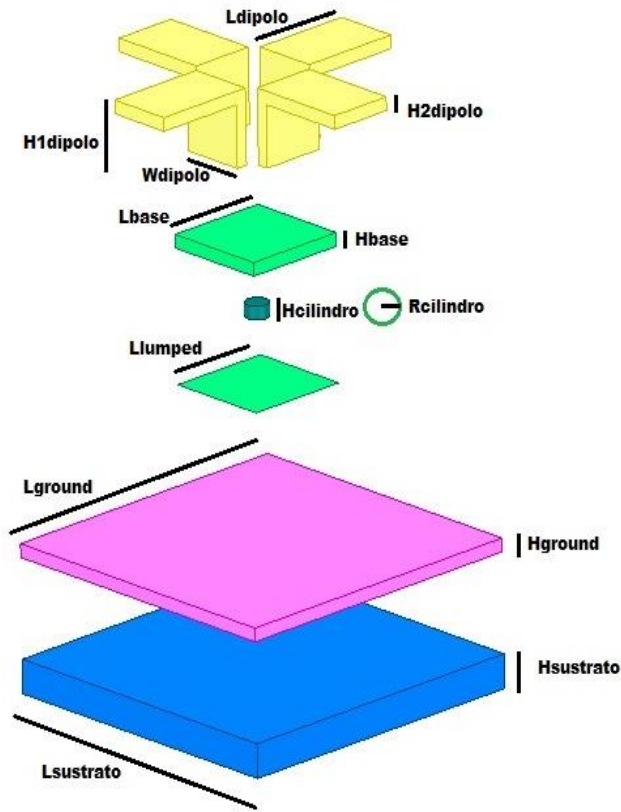 Ldipolo
H2dipolo
H1dipolo
Wdipolo
Lbase
Hbase
Hcilindro
Rcilindro
Llumped
Lground
Hground
Hsustrato
Lsustrato